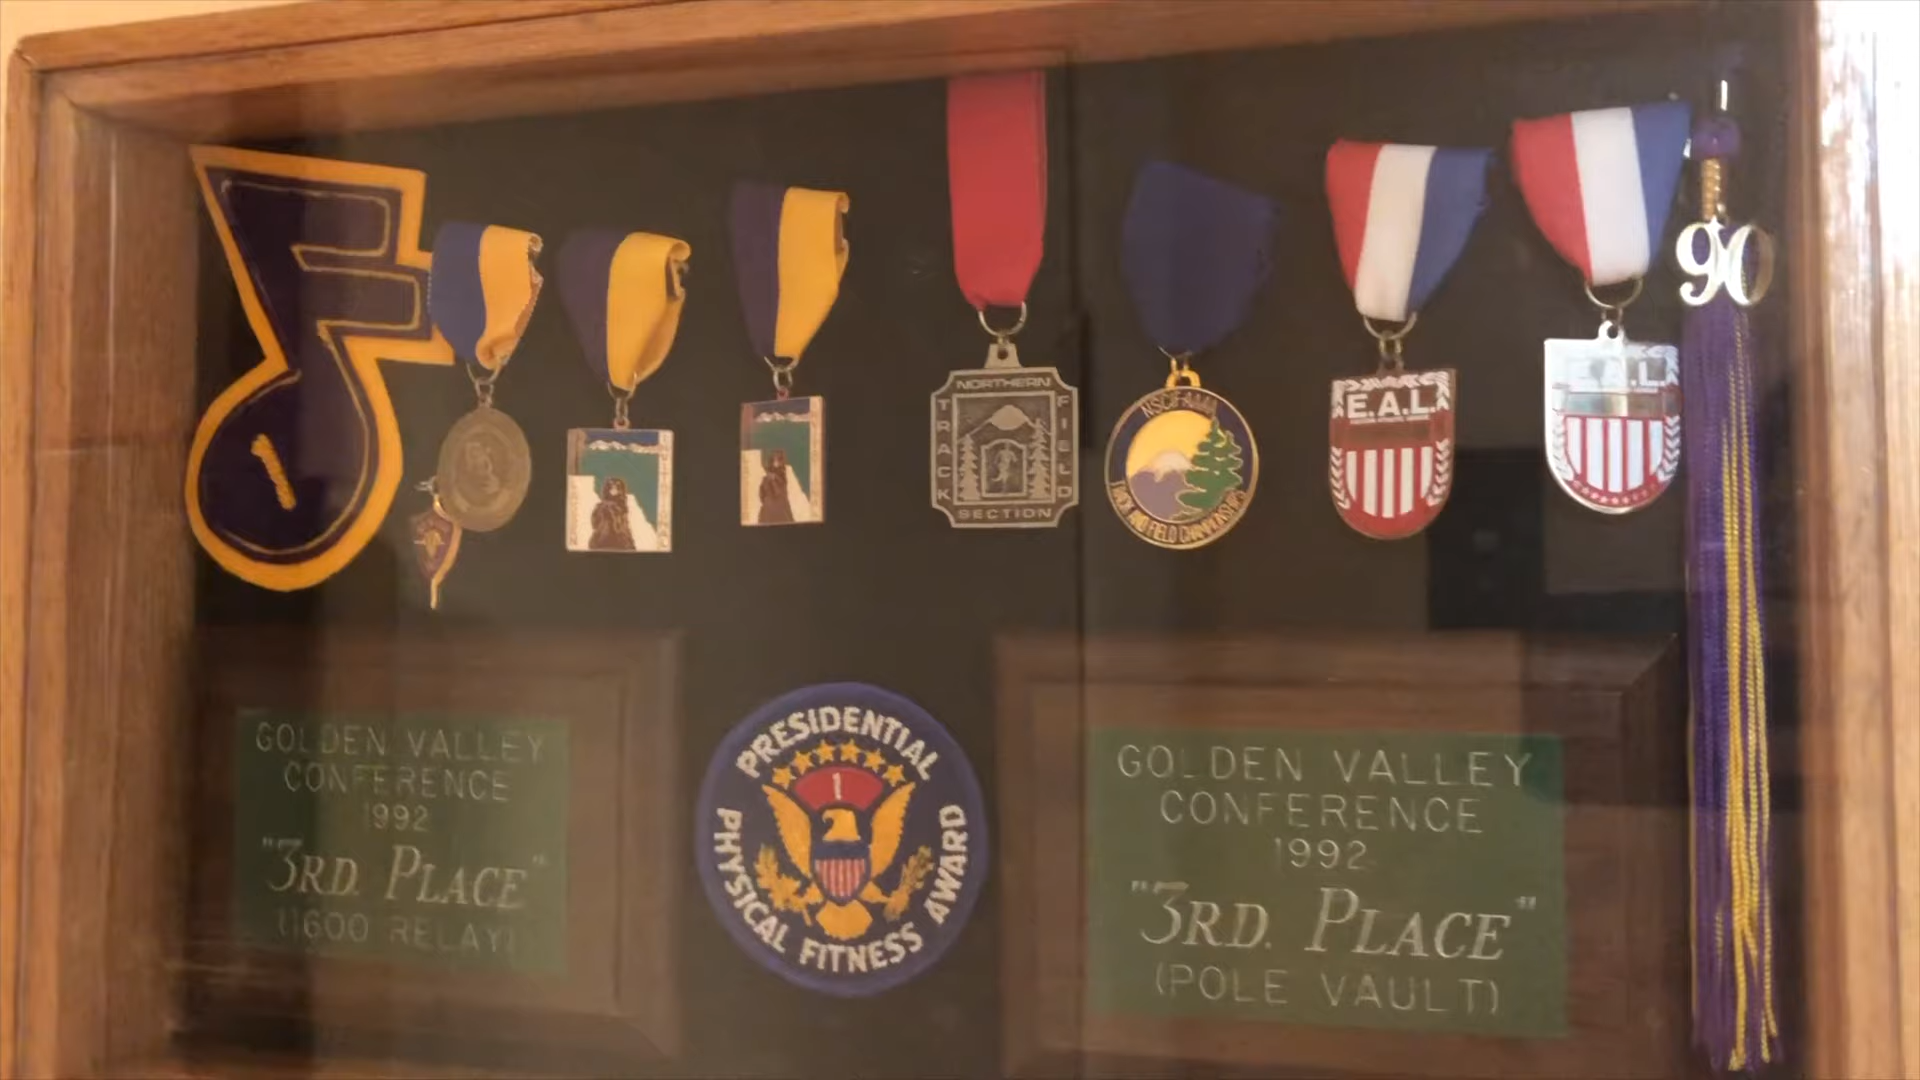 F
90
NORTHERN
TRACK
FIELD
SECTION
TRACK AND FIELD CHAMPIONSHIPS
E.A.L.
E.A.L.
GOLDEN VALLEY
CONFERENCE
1992
"3RD. PLACE"
(1600 RELAY)
PRESIDENTIAL
1
PHYSICAL FITNESS AWARD
GOLDEN VALLEY
CONFERENCE
1992
"3RD. PLACE"
(POLE VAULT)